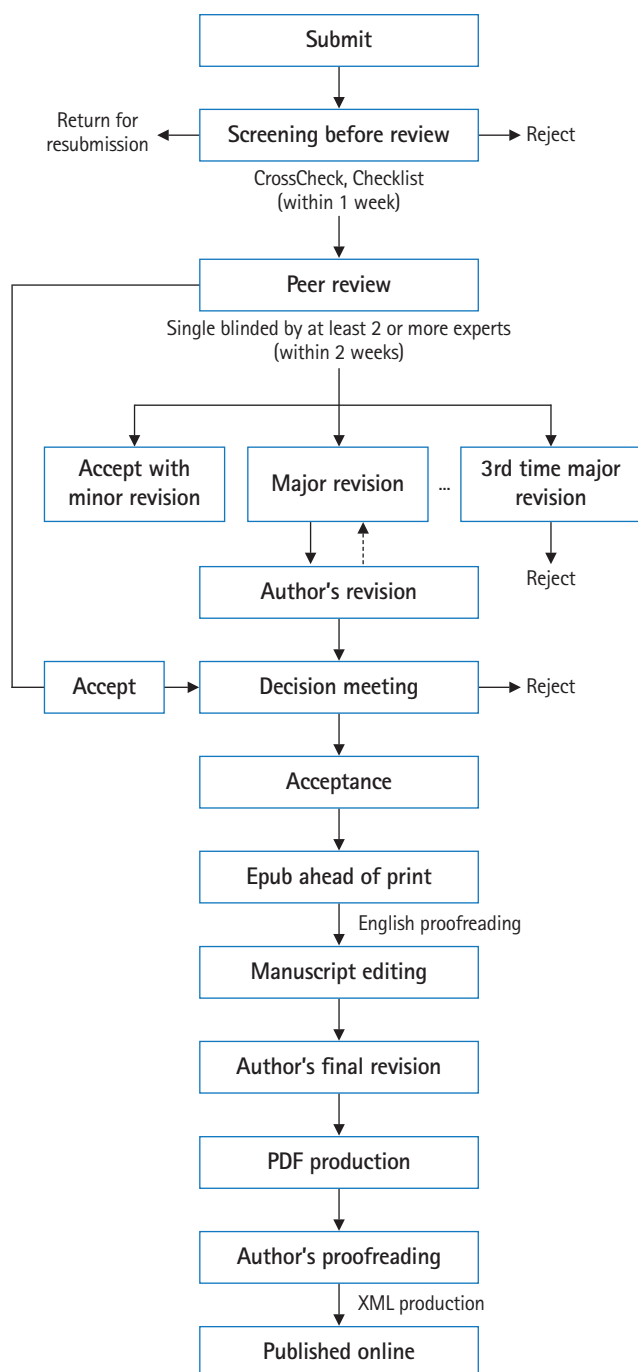 Submit
Return for
resubmission
Screening before review
Reject
CrossCheck, Checklist
(within 1 week)
Peer review
Single blinded by at least 2 or more experts
(within 2 weeks)
Accept with
minor revision
Major revision
...
3rd time major
revision
Reject
Author's revision
Accept
Decision meeting
Reject
Acceptance
Epub ahead of print
English proofreading
Manuscript editing
Author's final revision
PDF production
Author's proofreading
XML production
Published online